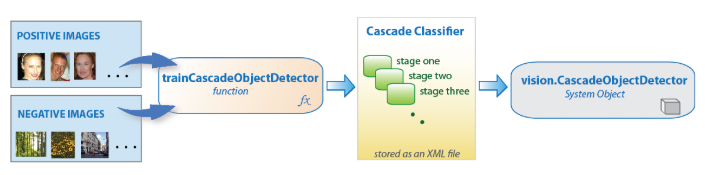 POSITIVE IMAGES
. . .
NEGATIVE IMAGES
. . .
trainCascadeObjectDetector
function
fx
Cascade Classifier
stage one
stage two
stage three
stored as an XML file
vision.CascadeObjectDetector
System Object